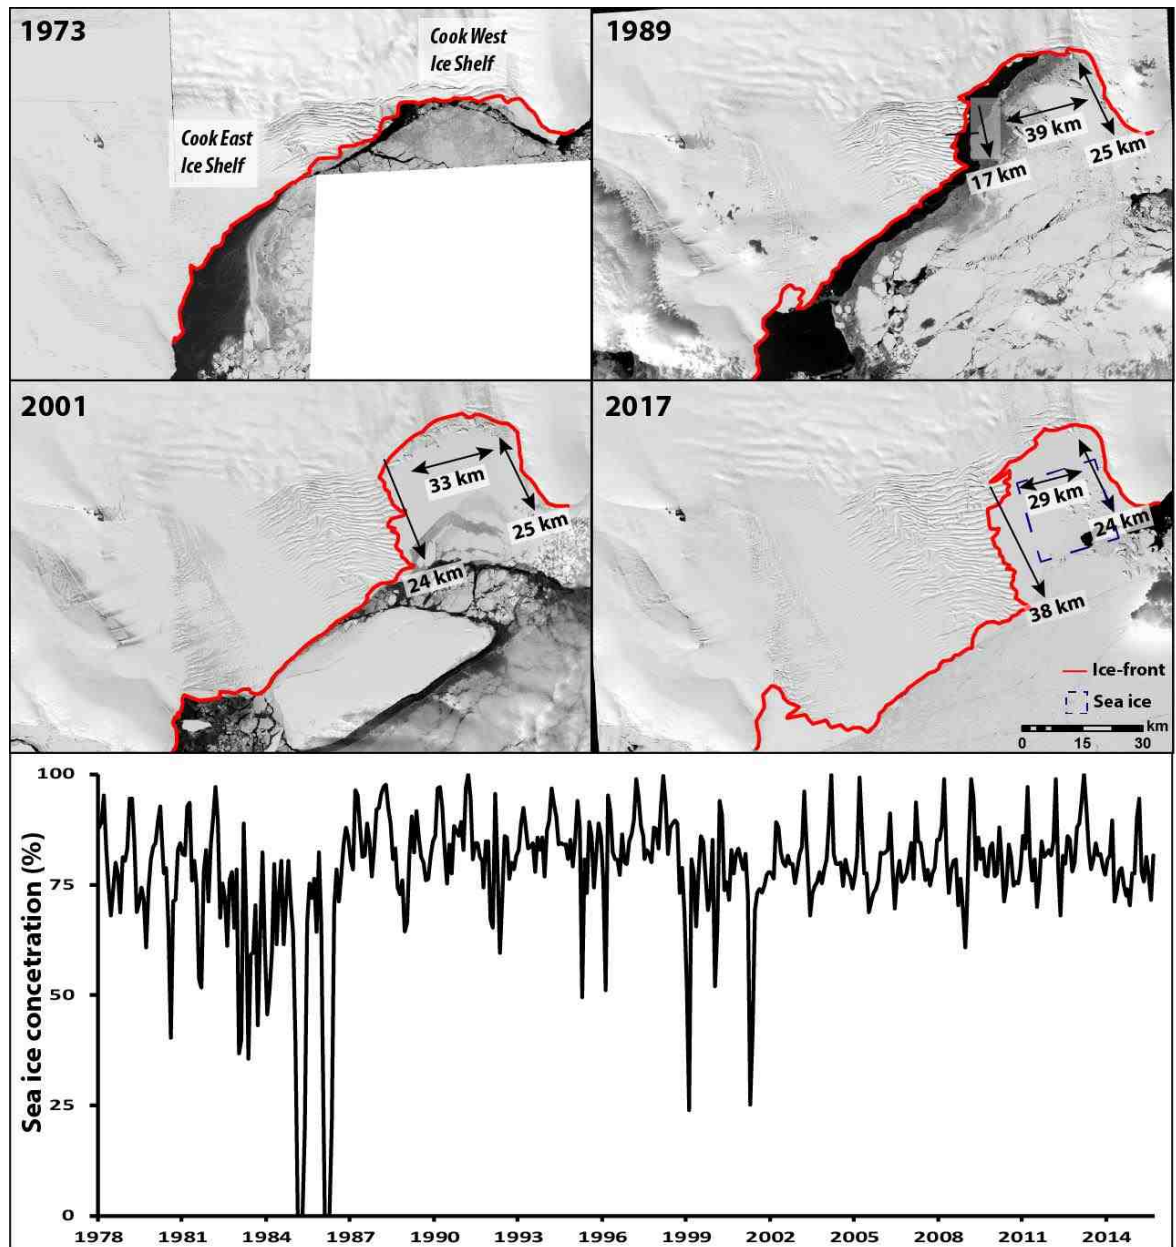 1973
Cook West
Ice Shelf
Cook East
Ice Shelf
1989
39 km
25 km
17 km
2001
33 km
25 km
24 km
2017
29 km
24 km
38 km
Ice-front
Sea ice
km
0 15 30
Sea ice concetration (%)
100
75
50
25
0
1978 1981 1984 1987 1990 1993 1996 1999 2002 2005 2008 2011 2014